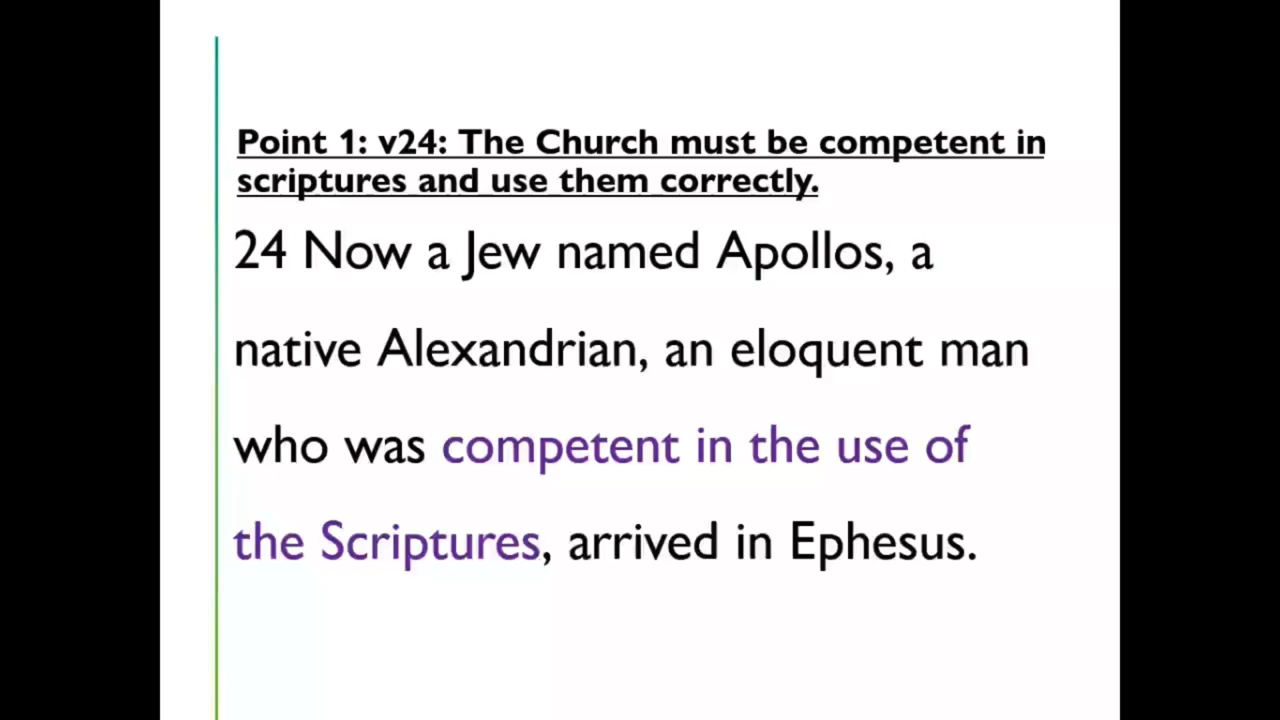 Point 1: v24: The Church must be competent in
scriptures and use them correctly.
24 Now a Jew named Apollos, a
native Alexandrian, an eloquent man
who was competent in the use of
the Scriptures, arrived in Ephesus.